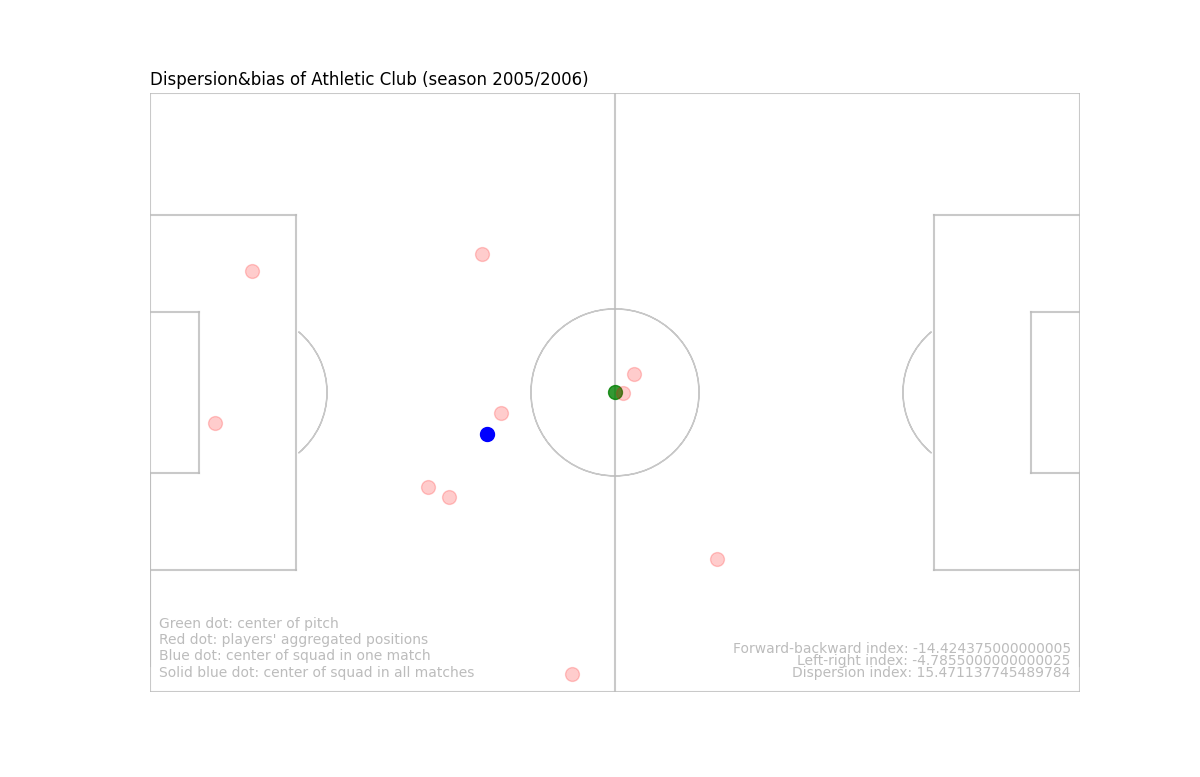 Dispersion&bias of Athletic Club (season 2005/2006)
Green dot: center of pitch
Red dot: players' aggregated positions
Blue dot: center of squad in one match
Solid blue dot: center of squad in all matches
Forward-backward index: -14.424375000000005
Left-right index: -4.7855000000000025
Dispersion index: 15.471137745489784